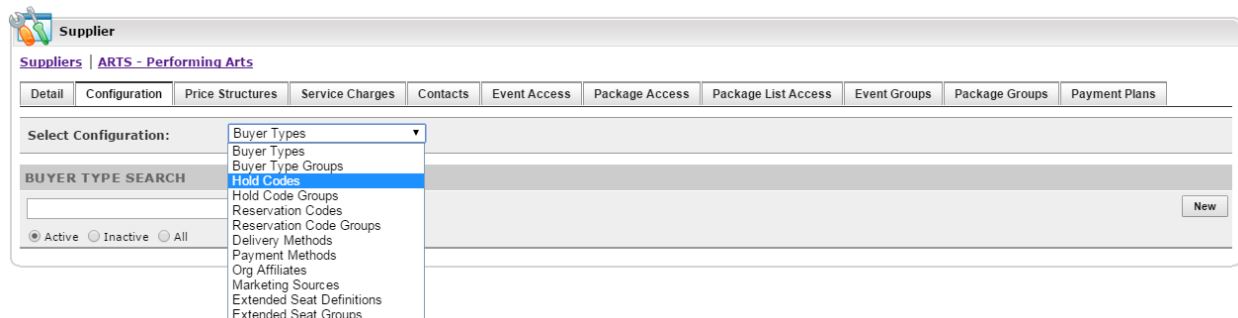 Supplier
Suppliers | ARTS - Performing Arts
Detail Configuration Price Structures Service Charges Contacts Event Access Package Access Package List Access Event Groups Package Groups Payment Plans
Select Configuration: Buyer Types
Buyer Types
Buyer Type Groups
BUYER TYPE SEARCH
Hold Codes
Hold Code Groups
Reservation Codes
New
Reservation Code Groups
Active Inactive All
Delivery Methods
Payment Methods
Org Affiliates
Marketing Sources
Extended Seat Definitions
Extended Seat Groups